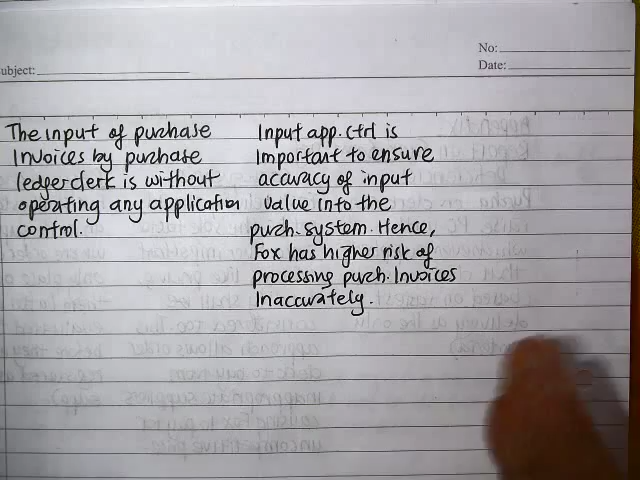 No:
ubject:
Date:
The input of purchase
Invoices by purchase
ledger clerk is without
operating any application
control.
Input app. ctrl is
Important to ensure
accuracy of input
value into the
purch. system. Hence,
Fox has higher risk of
processing purch. Invoices
Inaccurately.